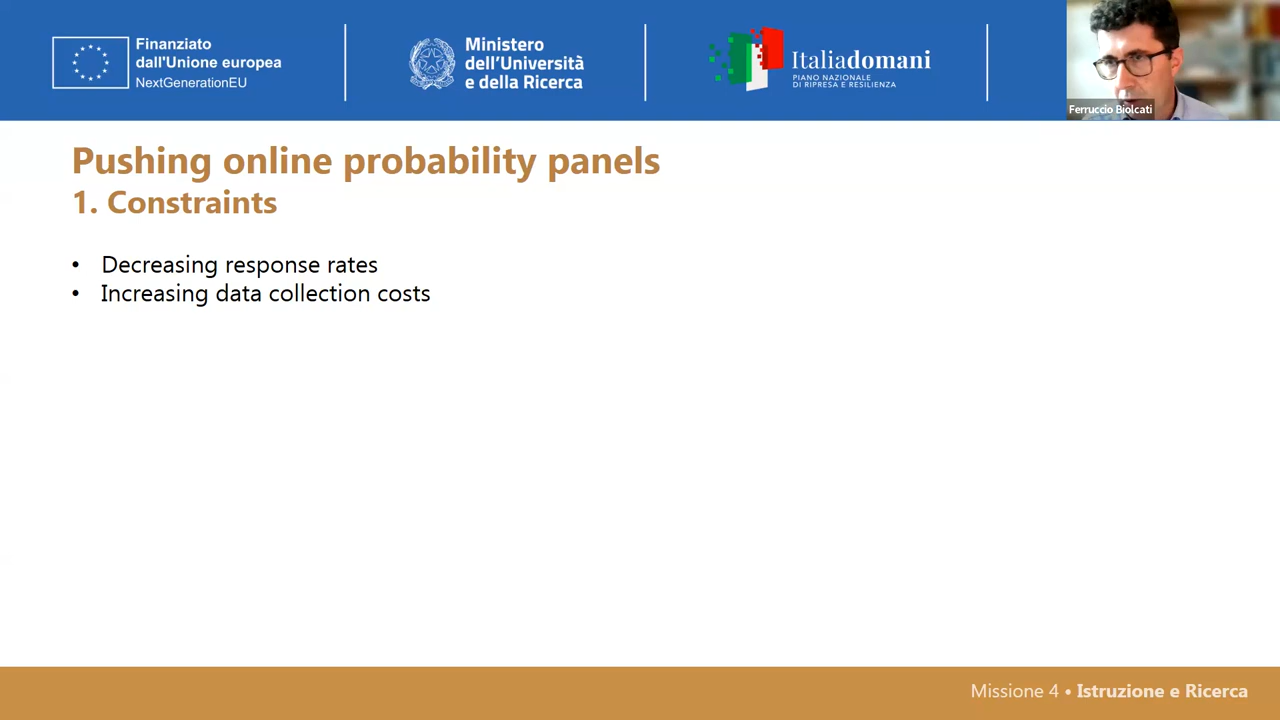 Finanziato
dall'Unione europea
NextGenerationEU
Ministero
dell'Università
e della Ricerca
Italiadomani
PIANO NAZIONALE
DI RIPRESA E RESILIENZA
Ferruccio Biolcati
Pushing online probability panels
1. Constraints
• Decreasing response rates
• Increasing data collection costs
Missione 4 • Istruzione e Ricerca